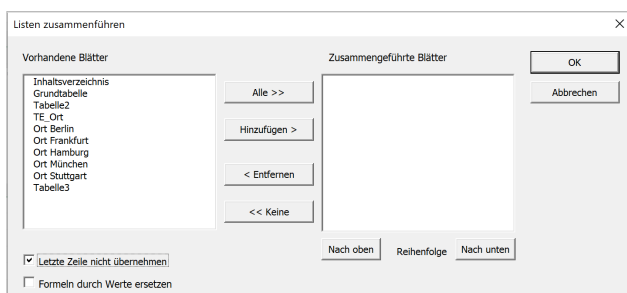 Listen zusammenführen
Vorhandene Blätter
Inhaltsverzeichnis
Grundtabelle
Tabelle2
TE_Ort
Ort Berlin
Ort Frankfurt
Ort Hamburg
Ort München
Ort Stuttgart
Tabelle3
Letzte Zeile nicht übernehmen
Formeln durch Werte ersetzen
Alle >>
Hinzufügen >
< Entfernen
<< Keine
Zusammengeführte Blätter
Nach oben Reihenfolge Nach unten
OK
Abbrechen